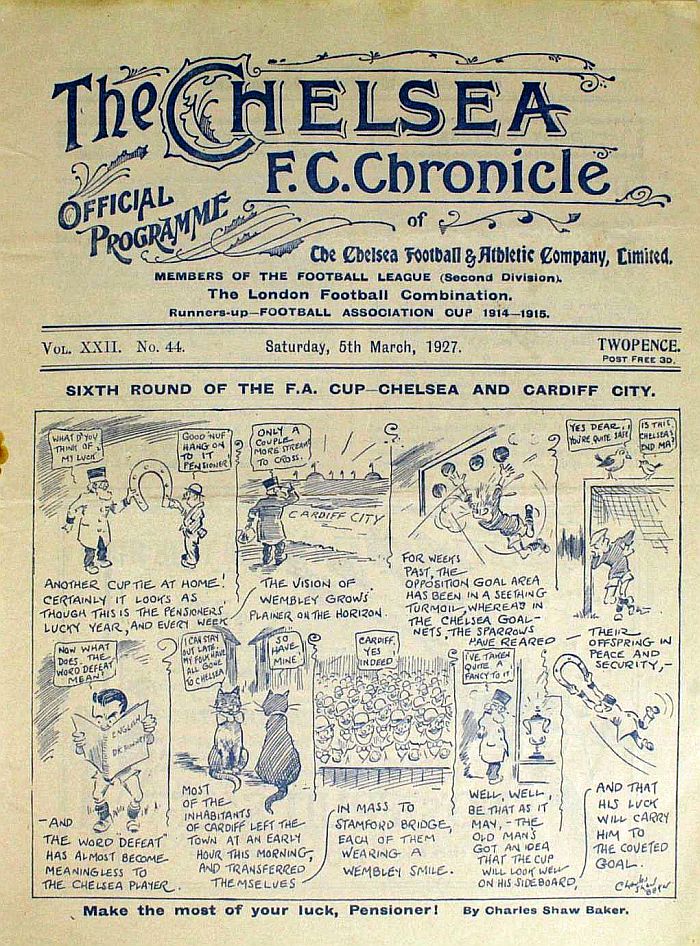 The CHELSEA
F.C. Chronicle
OFFICIAL
PROGRAMME
of
The Chelsea Football & Athletic Company, Limited.
MEMBERS OF THE FOOTBALL LEAGUE (Second Division).
The London Football Combination.
Runners-up—FOOTBALL ASSOCIATION CUP 1914—1915.
VOL. XXII. No. 44.
Saturday, 5th March, 1927.
TWOPENCE.
POST FREE 3D.
SIXTH ROUND OF THE F.A. CUP—CHELSEA AND CARDIFF CITY.
WHAT D'YOU
THINK OF
MY LUCK
GOOD 'NUF
HANG ON
TO IT
PENSIONER!
ANOTHER CUP TIE AT HOME!
CERTAINLY IT LOOKS AS
THOUGH THIS IS THE PENSIONERS'
LUCKY YEAR, AND EVERY WEEK
ONLY A
COUPLE
MORE STREAMS
TO CROSS.
CARDIFF CITY
THE VISION OF
WEMBLEY GROWS
PLAINER ON THE HORIZON.
FOR WEEKS
PAST, THE
OPPOSITION GOAL AREA
HAS BEEN IN A SEETHING
TURMOIL, WHEREAS IN
THE CHELSEA GOAL-
NETS, THE SPARROWS
HAVE REARED
YES DEAR,
YOU'RE QUITE SAFE
IS THIS
CHELSEA'S
END MA?
THEIR
OFFSPRING IN
PEACE AND
SECURITY,-
NOW WHAT
DOES THE
WORD DEFEAT
MEAN?
ENGLISH
DICTIONARY
-AND
THE WORD DEFEAT"
HAS ALMOST BECOME
MEANINGLESS TO
THE CHELSEA PLAYER.
I CAN STAY
OUT LATE,
MY FOLK HAVE
ALL GONE
TO CHELSEA
SO
HAVE
MINE!
MOST
OF THE
INHABITANTS
OF CARDIFF LEFT THE
TOWN AT AN EARLY
HOUR THIS MORNING,
AND TRANSFERRED
THEMSELVES
CARDIFF,
YES
INDEED
IN MASS TO
STAMFORD BRIDGE,
EACH OF THEM
WEARING A
WEMBLEY SMILE.
I'VE TAKEN
QUITE A
FANCY TO IT
WELL, WELL,
BE THAT AS IT
MAY, - THE
OLD MAN'S
GOT AN IDEA
THAT THE CUP
WILL LOOK WELL
ON HIS SIDEBOARD,
AND THAT
HIS LUCK
WILL CARRY
HIM TO
THE COVETED
GOAL.
Charles
Shaw
Baker
Make the most of your luck, Pensioner! By Charles Shaw Baker.